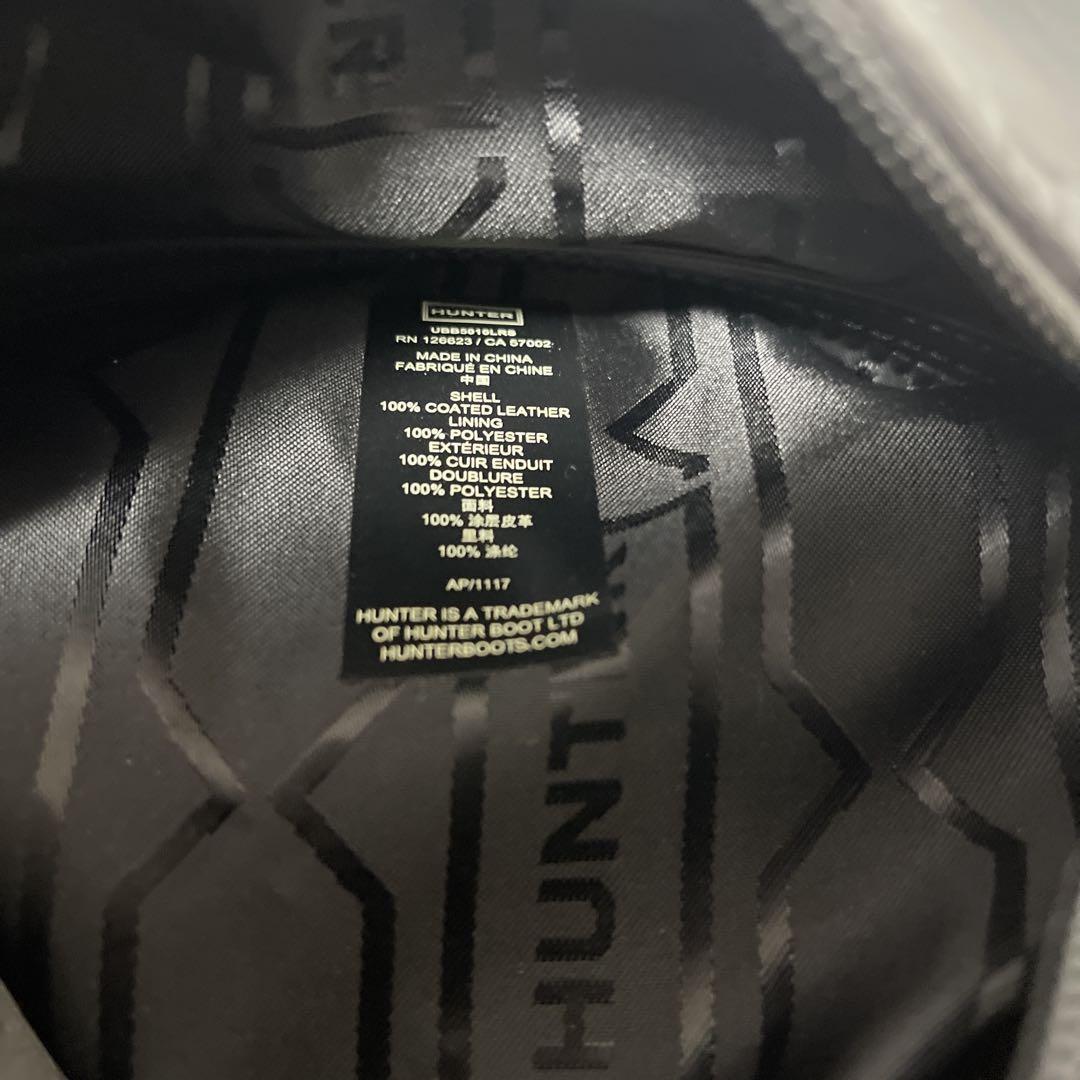 R
HUNTER
UBB5010LRS
RN 126623 / CA 57002
MADE IN CHINA
FABRIQUÉ EN CHINE
中国
SHELL
100% COATED LEATHER
LINING
100% POLYESTER
EXTÉRIEUR
100% CUIR ENDUIT
DOUBLURE
100% POLYESTER
面料
100% 涂层皮革
里料
100% 涤纶
AP/1117
HUNTER IS A TRADEMARK
OF HUNTER BOOT LTD
HUNTERBOOTS.COM
HUNT